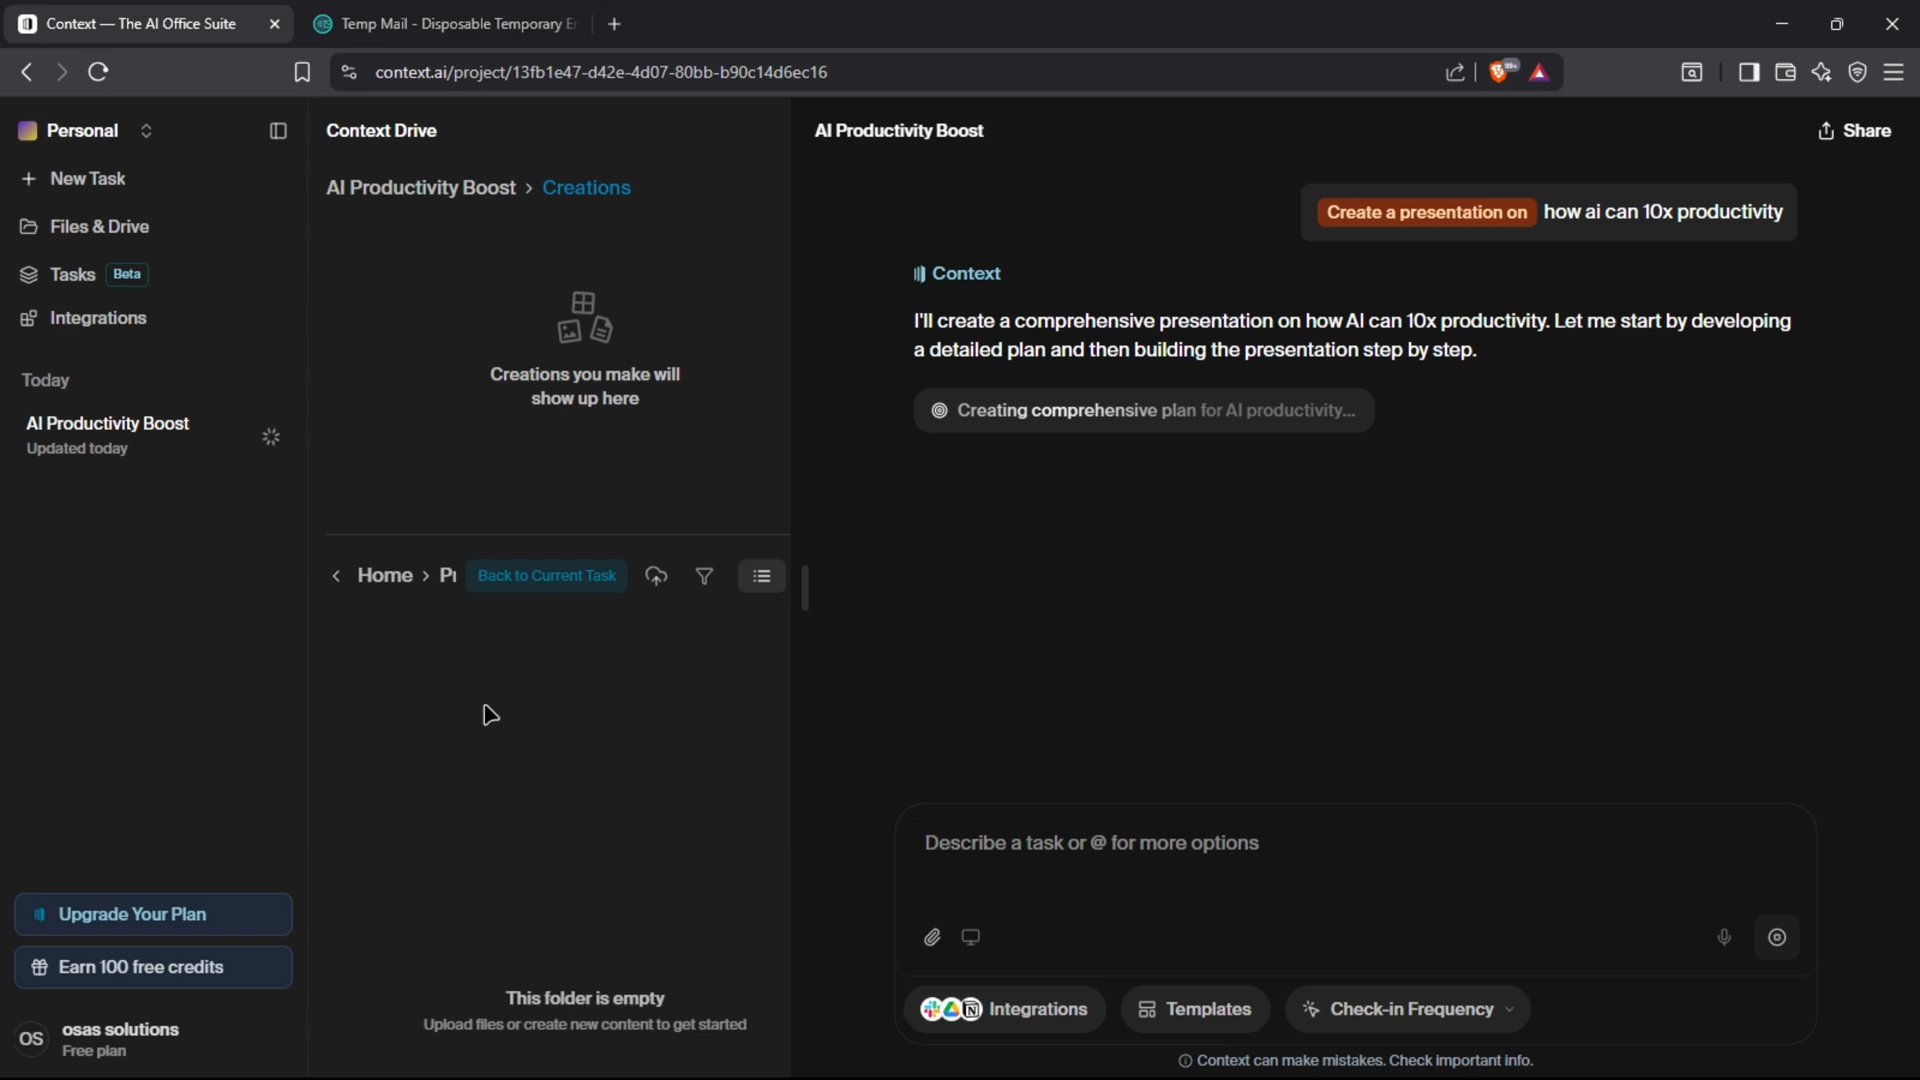 Context — The AI Office Suite
Temp Mail - Disposable Temporary E
context.ai/project/13fb1e47-d42e-4d07-80bb-b90c14d6ec16
99+
Personal
New Task
Files & Drive
Tasks Beta
Integrations
Today
AI Productivity Boost
Updated today
Upgrade Your Plan
Earn 100 free credits
OS
osas solutions
Free plan
Context Drive
AI Productivity Boost > Creations
Creations you make will
show up here
Home > Pr
Back to Current Task
This folder is empty
Upload files or create new content to get started
AI Productivity Boost
Share
Create a presentation on how ai can 10x productivity
Context
I'll create a comprehensive presentation on how AI can 10x productivity. Let me start by developing
a detailed plan and then building the presentation step by step.
Creating comprehensive plan for AI productivity...
Describe a task or @ for more options
Integrations
Templates
Check-in Frequency
Context can make mistakes. Check important info.